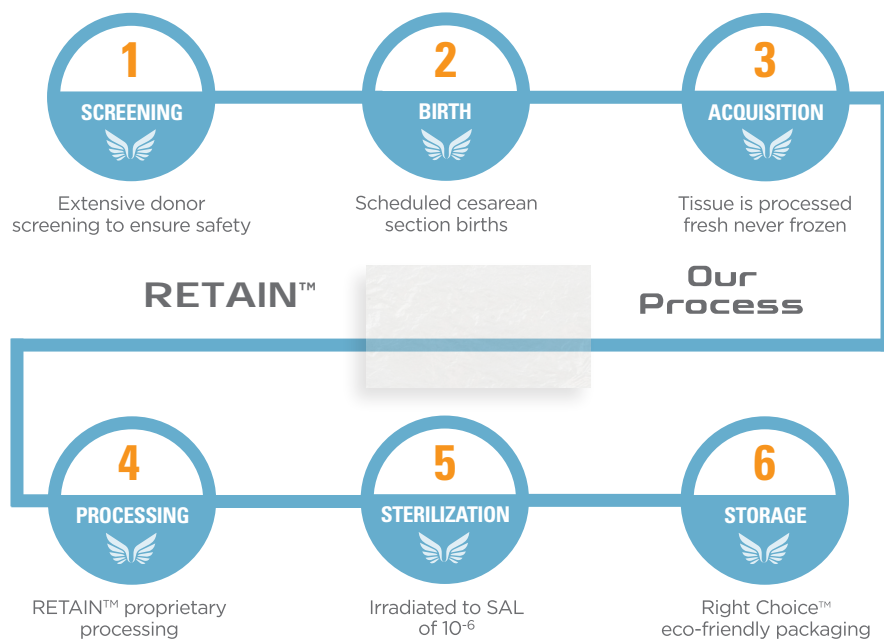 1
SCREENING
Extensive donor
screening to ensure safety
2
BIRTH
Scheduled cesarean
section births
3
ACQUISITION
Tissue is processed
fresh never frozen
RETAIN™
Our
Process
4
PROCESSING
RETAIN™ proprietary
processing
5
STERILIZATION
Irradiated to SAL
of 10⁻⁶
6
STORAGE
Right Choice™
eco-friendly packaging